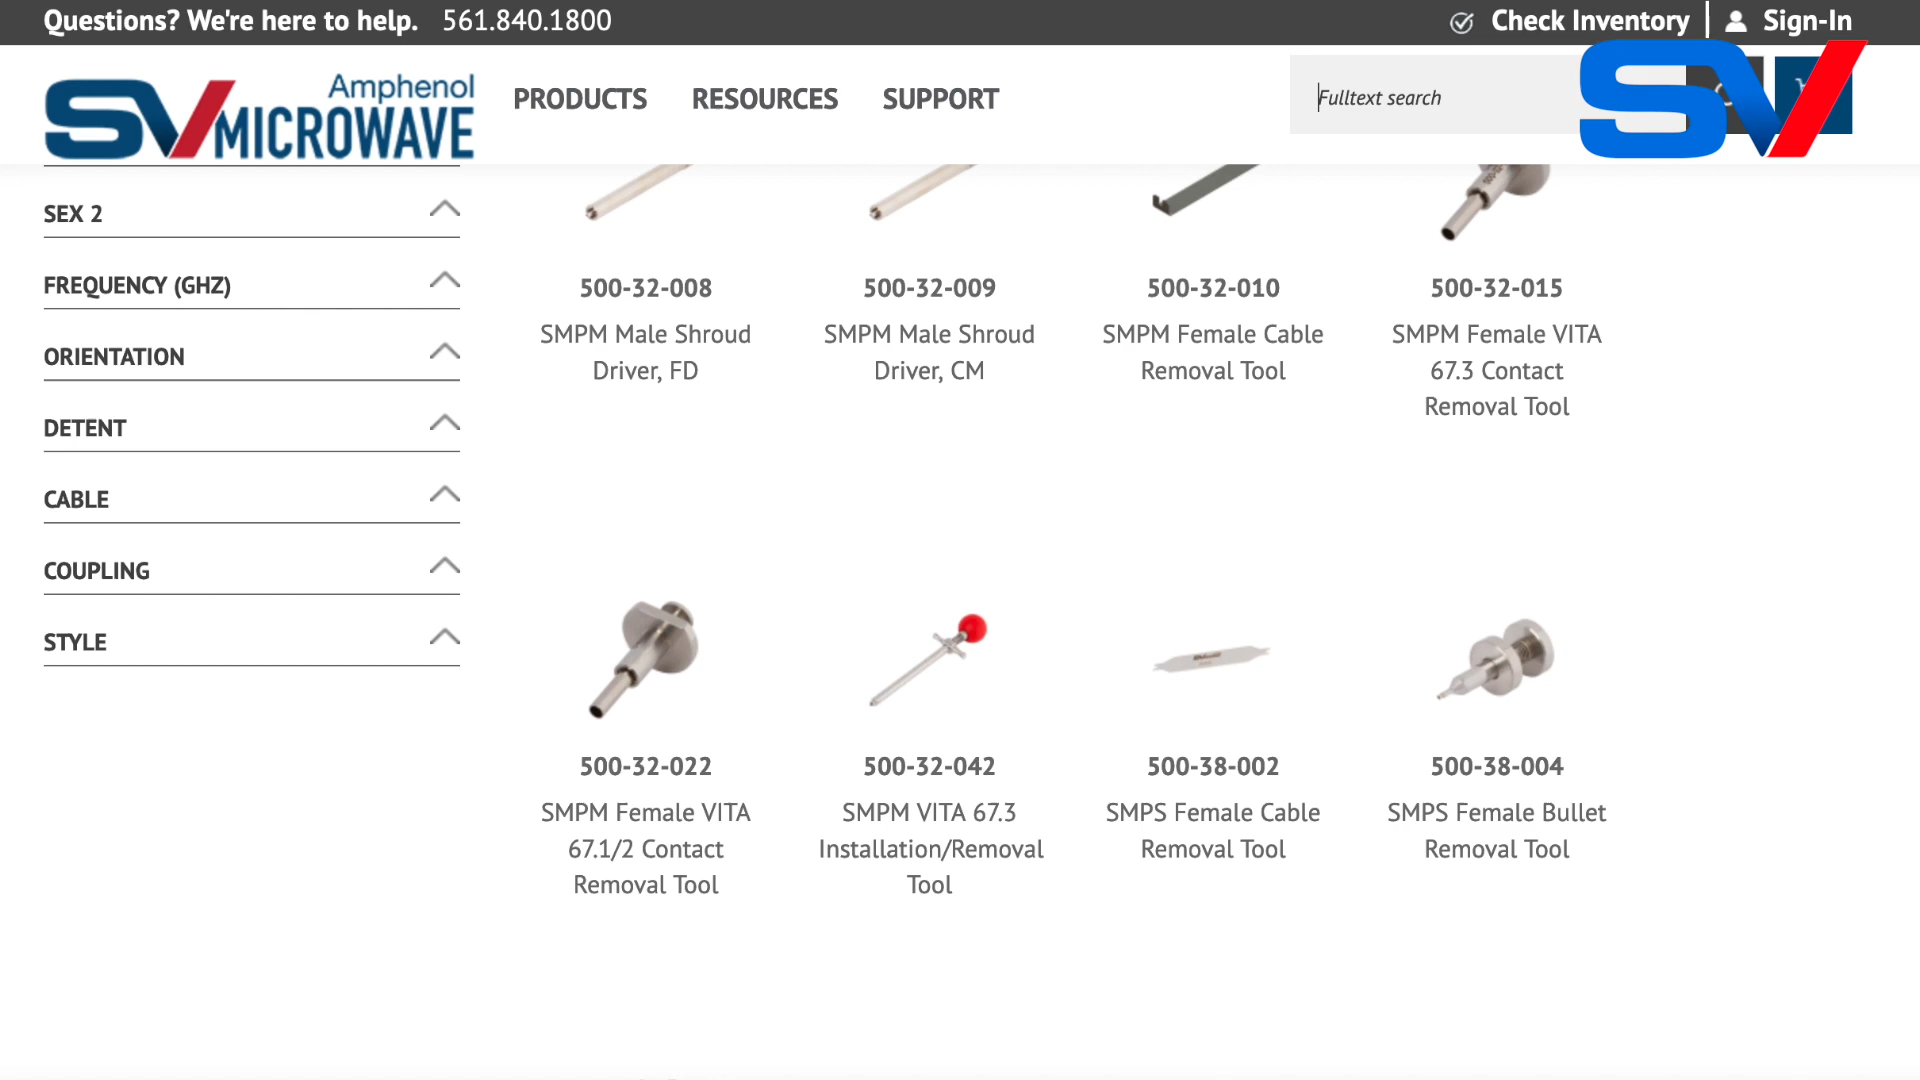 Questions? We're here to help. 561.840.1800
Check Inventory
Sign-In
Amphenol
SV MICROWAVE
PRODUCTS RESOURCES SUPPORT
Fulltext search
SV
SEX 2
FREQUENCY (GHZ)
ORIENTATION
DETENT
CABLE
COUPLING
STYLE
500-32-008
SMPM Male Shroud
Driver, FD
500-32-009
SMPM Male Shroud
Driver, CM
500-32-010
SMPM Female Cable
Removal Tool
500-32-015
SMPM Female VITA
67.3 Contact
Removal Tool
500-32-022
SMPM Female VITA
67.1/2 Contact
Removal Tool
500-32-042
SMPM VITA 67.3
Installation/Removal
Tool
500-38-002
SMPS Female Cable
Removal Tool
500-38-004
SMPS Female Bullet
Removal Tool